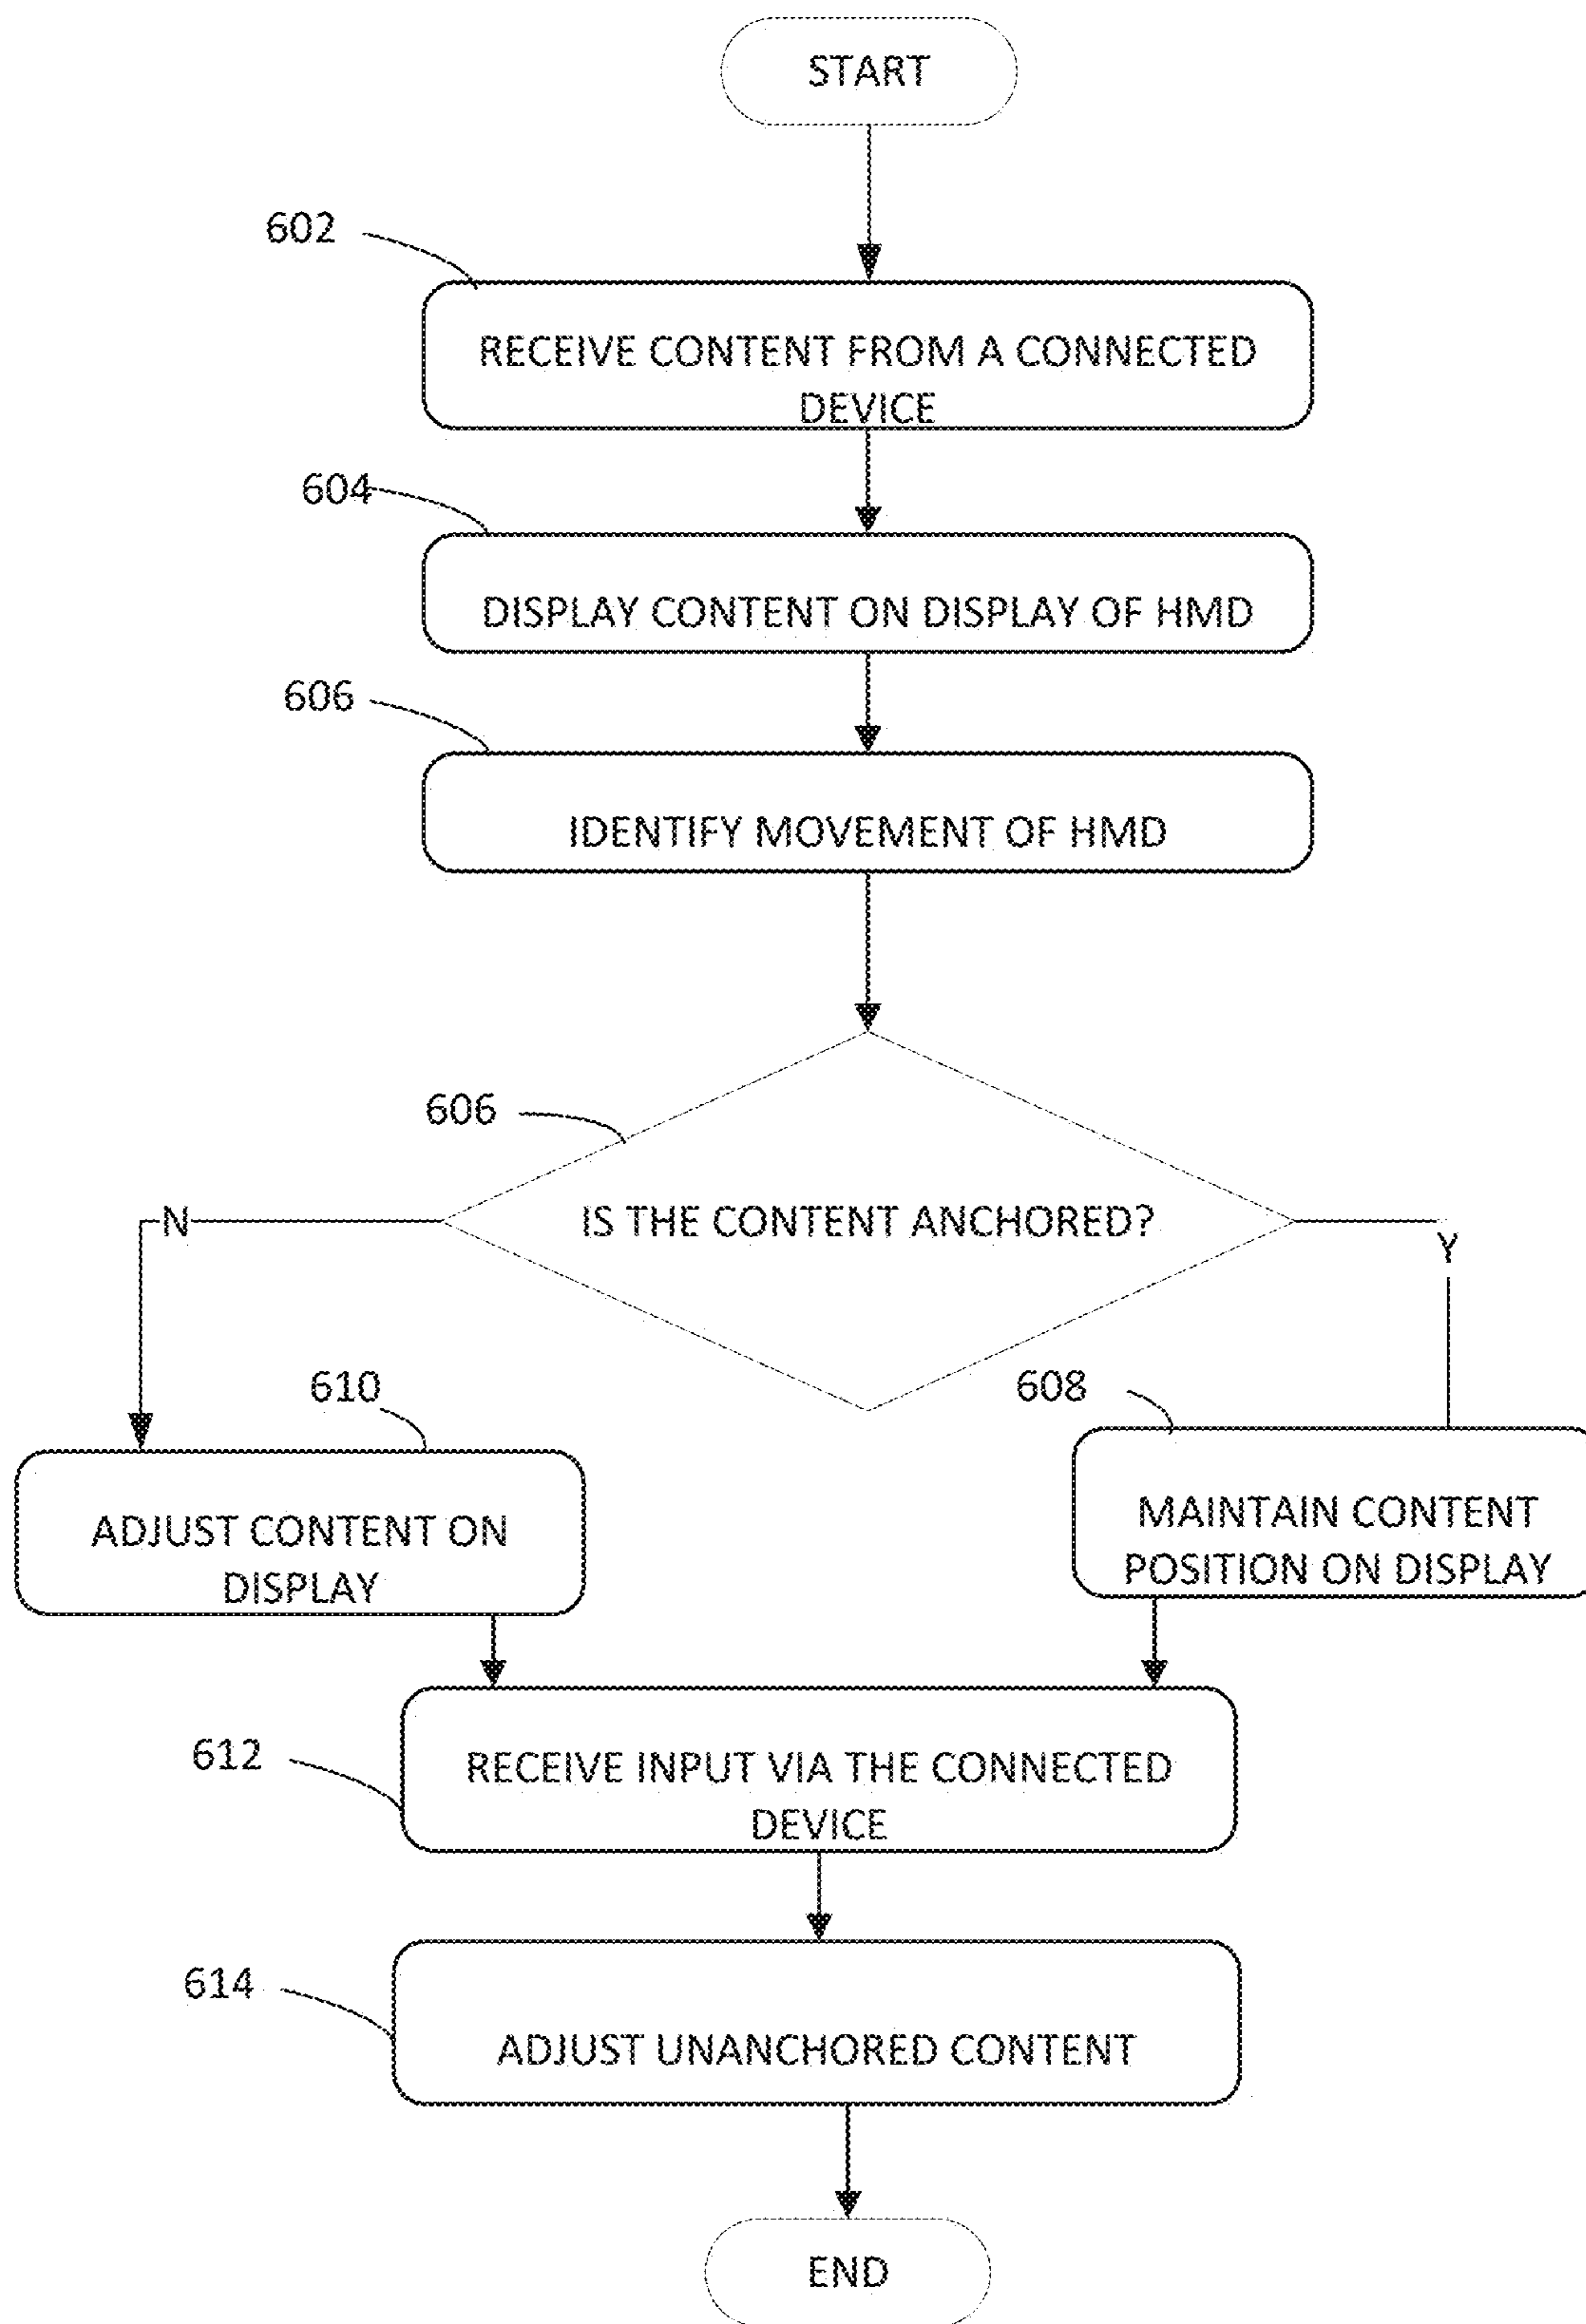 START
602
RECEIVE CONTENT FROM A CONNECTED
DEVICE
604
DISPLAY CONTENT ON DISPLAY OF HMD
606
IDENTIFY MOVEMENT OF HMD
606
IS THE CONTENT ANCHORED?
N
Y
610
ADJUST CONTENT ON
DISPLAY
608
MAINTAIN CONTENT
POSITION ON DISPLAY
612
RECEIVE INPUT VIA THE CONNECTED
DEVICE
614
ADJUST UNANCHORED CONTENT
END